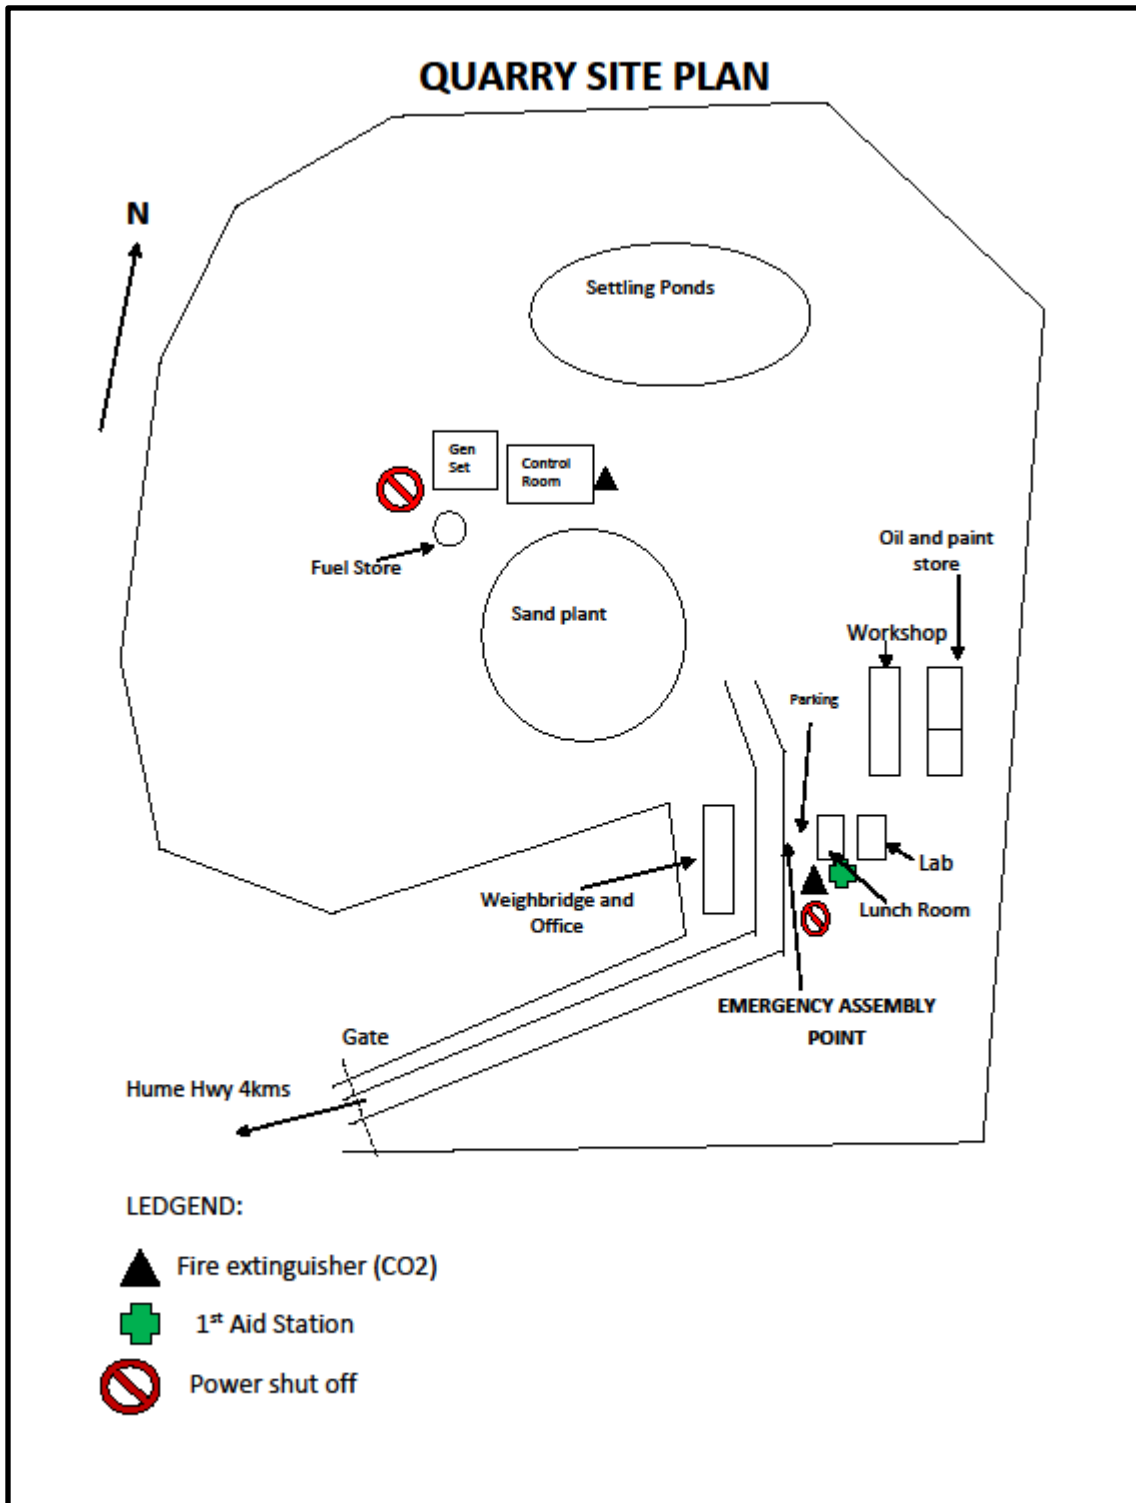 QUARRY SITE PLAN
N
Settling Ponds
Gen
Set
Control
Room
Fuel Store
Sand plant
Oil and paint
store
Workshop
Parking
Lab
Lunch Room
Weighbridge and
Office
EMERGENCY ASSEMBLY
POINT
Gate
Hume Hwy 4kms
LEDGEND:
Fire extinguisher (CO2)
1st Aid Station
Power shut off